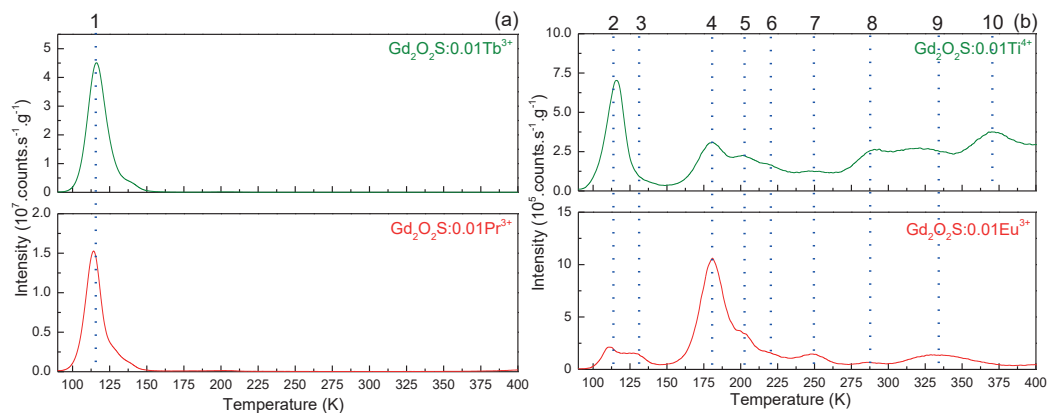 1 (a)
Gd₂O₂S:0.01Tb³⁺
5
4
3
2
1
0
Gd₂O₂S:0.01Pr³⁺
2.0
1.5
1.0
0.5
0.0
100 125 150 175 200 225 250 275 300 325 350 375 400
Temperature (K)
Intensity (10⁷.counts.s⁻¹.g⁻¹)
2 3 4 5 6 7 8 9 10 (b)
Gd₂O₂S:0.01Ti⁴⁺
10.0
7.5
5.0
2.5
0.0
Gd₂O₂S:0.01Eu³⁺
15
10
5
0
100 125 150 175 200 225 250 275 300 325 350 375 400
Temperature (K)
Intensity (10⁵.counts.s⁻¹.g⁻¹)